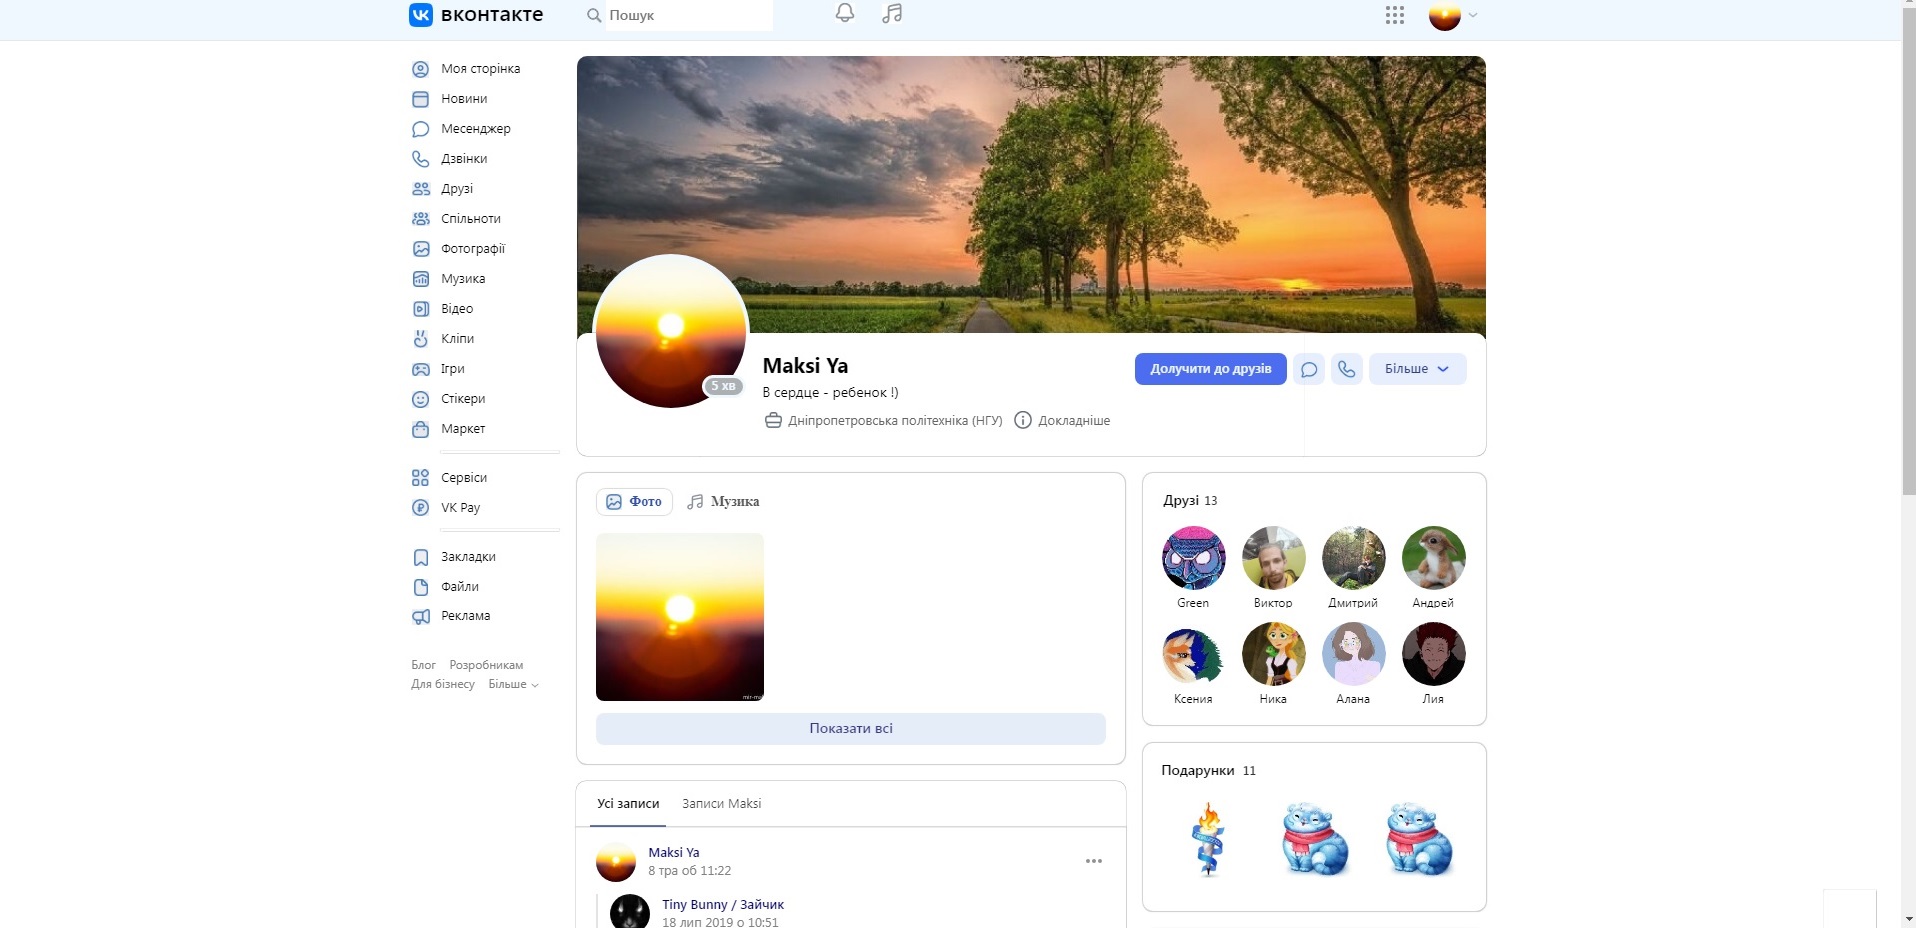 вконтакте
Пошук
Моя сторінка
Новини
Месенджер
Дзвінки
Друзі
Спільноти
Фотографії
Музика
Відео
Кліпи
Ігри
Стікери
Маркет
Сервіси
VK Pay
Закладки
Файли
Реклама
Блог Розробникам
Для бізнесу Більше
5 хв
Maksi Ya
В сердце - ребенок !)
Дніпропетровська політехніка (НГУ) Докладніше
Долучити до друзів
Більше
Фото Музика
Показати всі
Усі записи Записи Maksi
Maksi Ya
8 тра об 11:22
Tiny Bunny / Зайчик
18 лип 2019 о 10:51
Друзі 13
Green Виктор Дмитрий Андрей
Ксения Ника Алана Лия
Подарунки 11